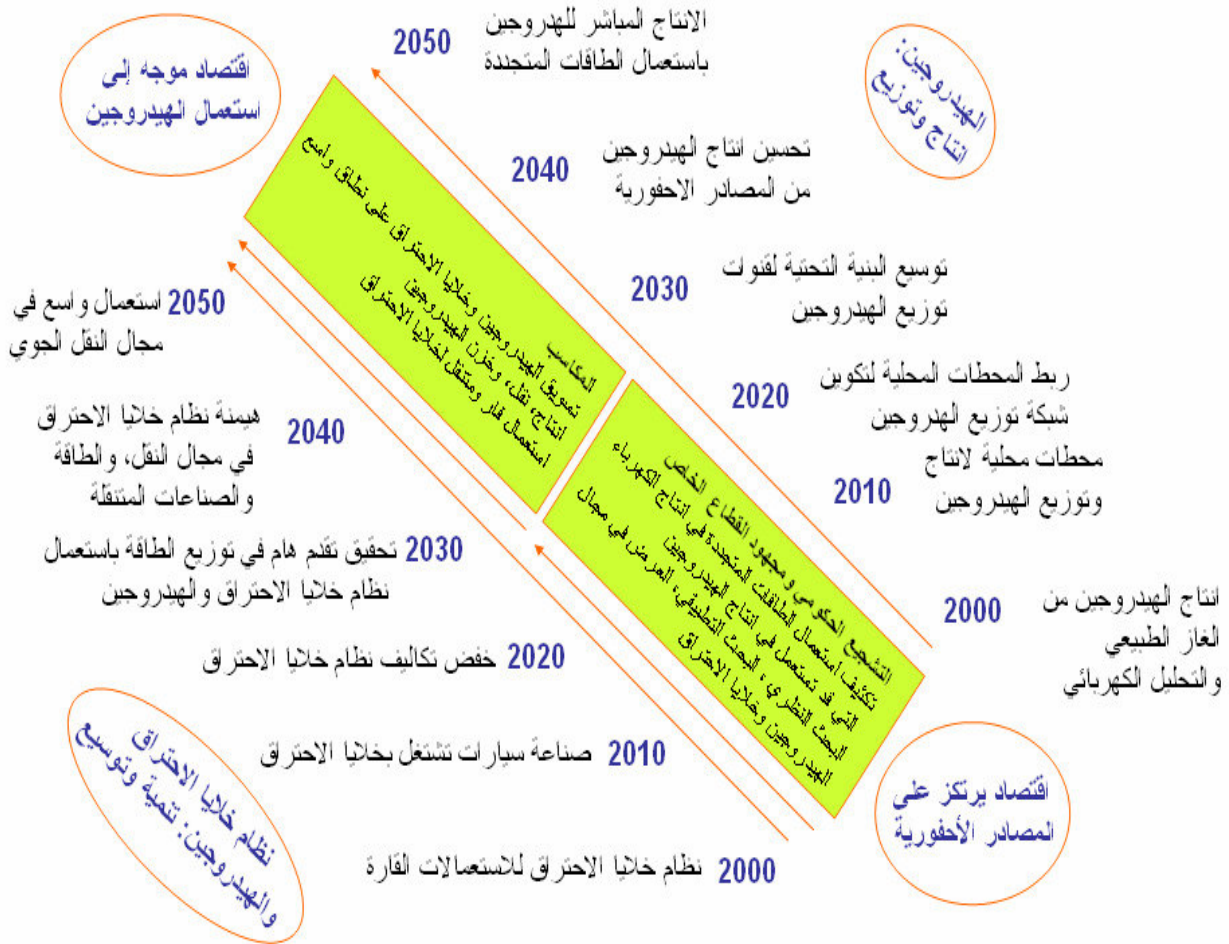 الهيدروجين:
انتاج وتوزيع
اقتصاد موجه إلى
استعمال الهيدروجين
2050
الانتاج المباشر للهدروجين
باستعمال الطاقات المتجددة
2040
تحسين انتاج الهيدروجين
من المصادر الاحفورية
2030
توسيع البنية التحتية لقنوات
توزيع الهيدروجين
2020
ربط المحطات المحلية لتكوين
شبكة توزيع الهدروجين
2010
محطات محلية لانتاج
وتوزيع الهيدروجين
2000
انتاج الهيدروجين من
الغاز الطبيعي
والتحليل الكهربائي
المكاسب
تسويق الهيدروجين وخلايا الاحتراق على نطاق واسع
انتاج، نقل، وخزن الهيدروجين
استعمال قار ومتنقل لخلايا الاحتراق
التشجيع الحكومي ومجهود القطاع الخاص
تكثيف استعمال الطاقات المتجددة في انتاج الكهرباء
التي قد تستعمل في انتاج الهيدروجين
البحث النظري، البحث التطبيقي، العرض في مجال
الهيدروجين وخلايا الاحتراق
2050 استعمال واسع في
مجال النقل الجوي
2040
هيمنة نظام خلايا الاحتراق
في مجال النقل، والطاقة
والصناعات المتنقلة
2030 تحقيق تقدم هام في توزيع الطاقة باستعمال
نظام خلايا الاحتراق والهيدروجين
2020 خفض تكاليف نظام خلايا الاحتراق
2010 صناعة سيارات تشتغل بخلايا الاحتراق
2000 نظام خلايا الاحتراق للاستعمالات القارة
نظام خلايا الاحتراق
والهيدروجين: تنمية وتوسيع
اقتصاد يرتكز على
المصادر الأحفورية